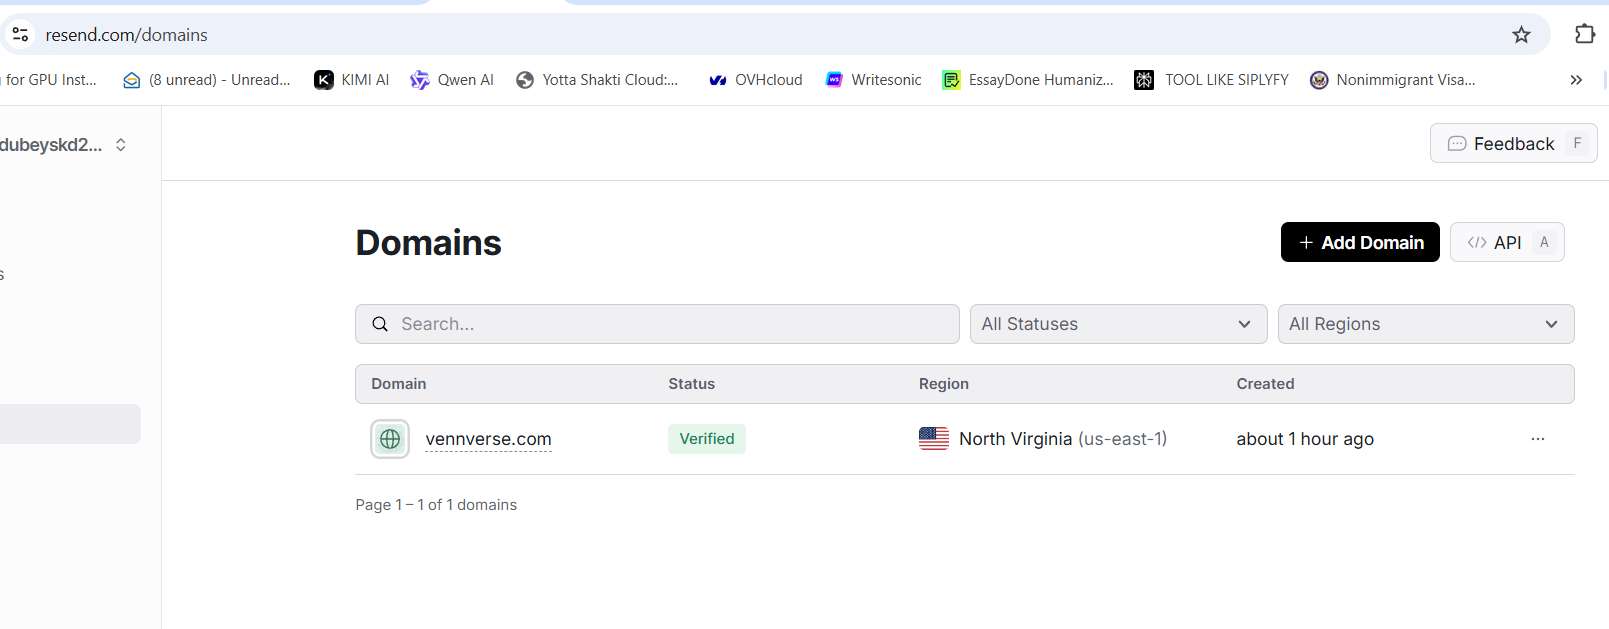 resend.com/domains
for GPU Inst...
(8 unread) - Unread...
KIMI AI
Qwen AI
Yotta Shakti Cloud:...
OVHcloud
Writesonic
EssayDone Humaniz...
TOOL LIKE SIPLYFY
Nonimmigrant Visa...
dubeyskd2...
Feedback F
Domains
+ Add Domain
</> API A
s
Search...
All Statuses
All Regions
Domain Status Region Created
vennverse.com Verified North Virginia (us-east-1) about 1 hour ago ...
Page 1 – 1 of 1 domains